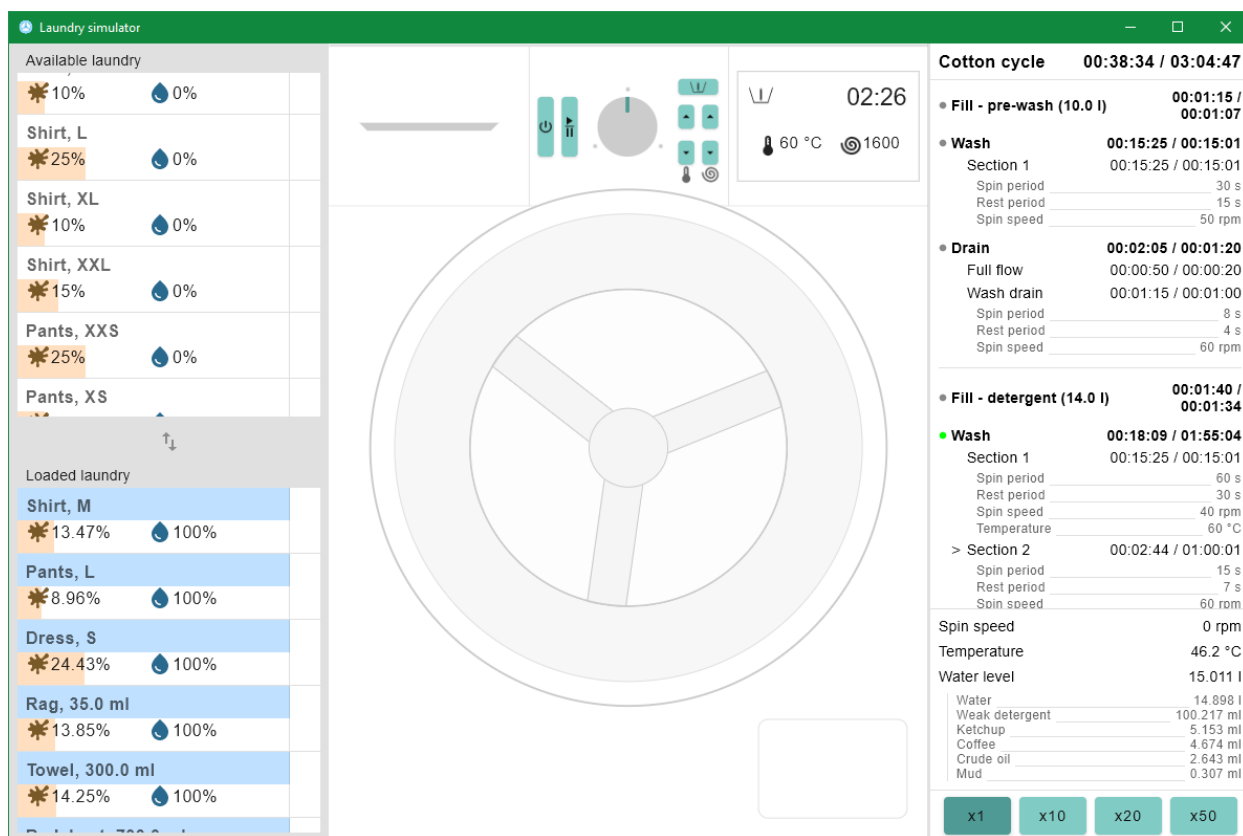 Laundry simulator
Available laundry
10% 0%
Shirt, L
25% 0%
Shirt, XL
10% 0%
Shirt, XXL
15% 0%
Pants, XXS
25% 0%
Pants, XS
Loaded laundry
Shirt, M
13.47% 100%
Pants, L
8.96% 100%
Dress, S
24.43% 100%
Rag, 35.0 ml
13.85% 100%
Towel, 300.0 ml
14.25% 100%
02:26
60 °C 1600
Cotton cycle 00:38:34 / 03:04:47
Fill - pre-wash (10.0 l) 00:01:15 /
00:01:07
Wash 00:15:25 / 00:15:01
Section 1 00:15:25 / 00:15:01
Spin period 30 s
Rest period 15 s
Spin speed 50 rpm
Drain 00:02:05 / 00:01:20
Full flow 00:00:50 / 00:00:20
Wash drain 00:01:15 / 00:01:00
Spin period 8 s
Rest period 4 s
Spin speed 60 rpm
Fill - detergent (14.0 l) 00:01:40 /
00:01:34
Wash 00:18:09 / 01:55:04
Section 1 00:15:25 / 00:15:01
Spin period 60 s
Rest period 30 s
Spin speed 40 rpm
Temperature 60 °C
> Section 2 00:02:44 / 01:00:01
Spin period 15 s
Rest period 7 s
Spin speed 60 rpm
Spin speed 0 rpm
Temperature 46.2 °C
Water level 15.011 l
Water 14.898 l
Weak detergent 100.217 ml
Ketchup 5.153 ml
Coffee 4.674 ml
Crude oil 2.643 ml
Mud 0.307 ml
x1 x10 x20 x50